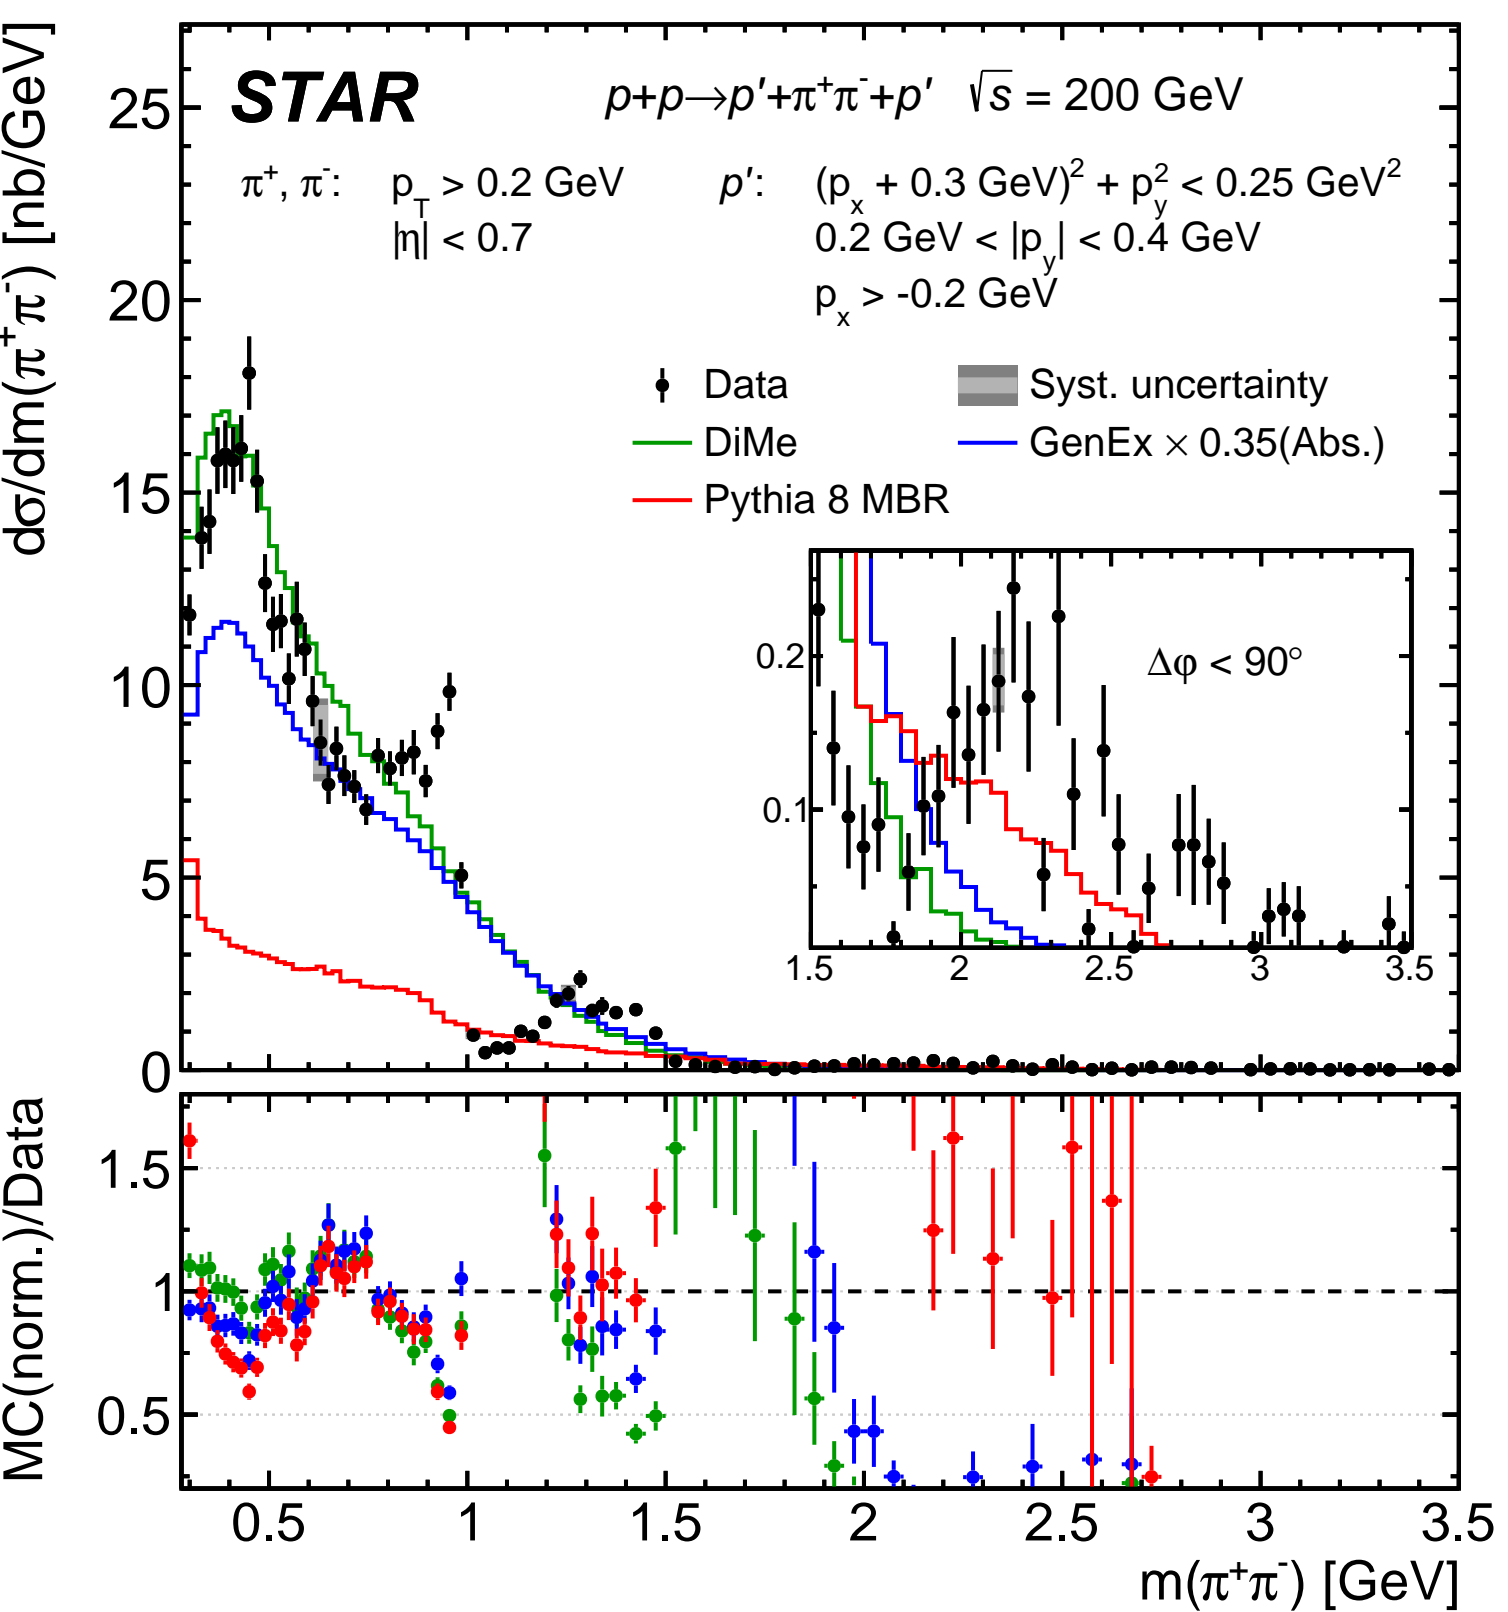 STAR
p+p→p′+π⁺π⁻+p′ √s = 200 GeV
π⁺, π⁻: p_T > 0.2 GeV
|η| < 0.7
p′: (p_x + 0.3 GeV)² + p_y² < 0.25 GeV²
0.2 GeV < |p_y| < 0.4 GeV
p_x > -0.2 GeV
Data
Syst. uncertainty
DiMe
GenEx × 0.35(Abs.)
Pythia 8 MBR
dσ/dm(π⁺π⁻) [nb/GeV]
25
20
15
10
5
0
Δφ < 90°
0.2
0.1
1.5 2 2.5 3 3.5
MC(norm.)/Data
1.5
1
0.5
0.5 1 1.5 2 2.5 3 3.5
m(π⁺π⁻) [GeV]